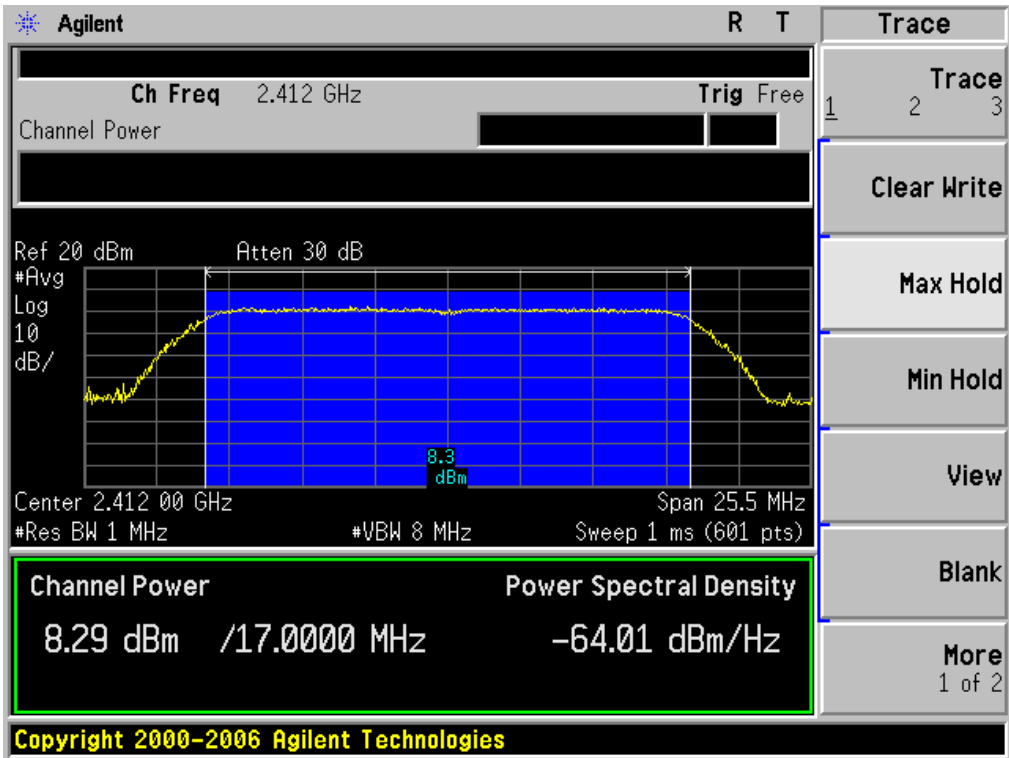 Agilent R T Trace
Ch Freq 2.412 GHz Trig Free
Channel Power
Trace
1 2 3
Clear Write
Ref 20 dBm Atten 30 dB
#Avg
Log
10
dB/
Max Hold
Min Hold
8.3
dBm
View
Center 2.412 00 GHz Span 25.5 MHz
#Res BW 1 MHz #VBW 8 MHz Sweep 1 ms (601 pts)
Blank
Channel Power Power Spectral Density
8.29 dBm /17.0000 MHz -64.01 dBm/Hz
More
1 of 2
Copyright 2000-2006 Agilent Technologies